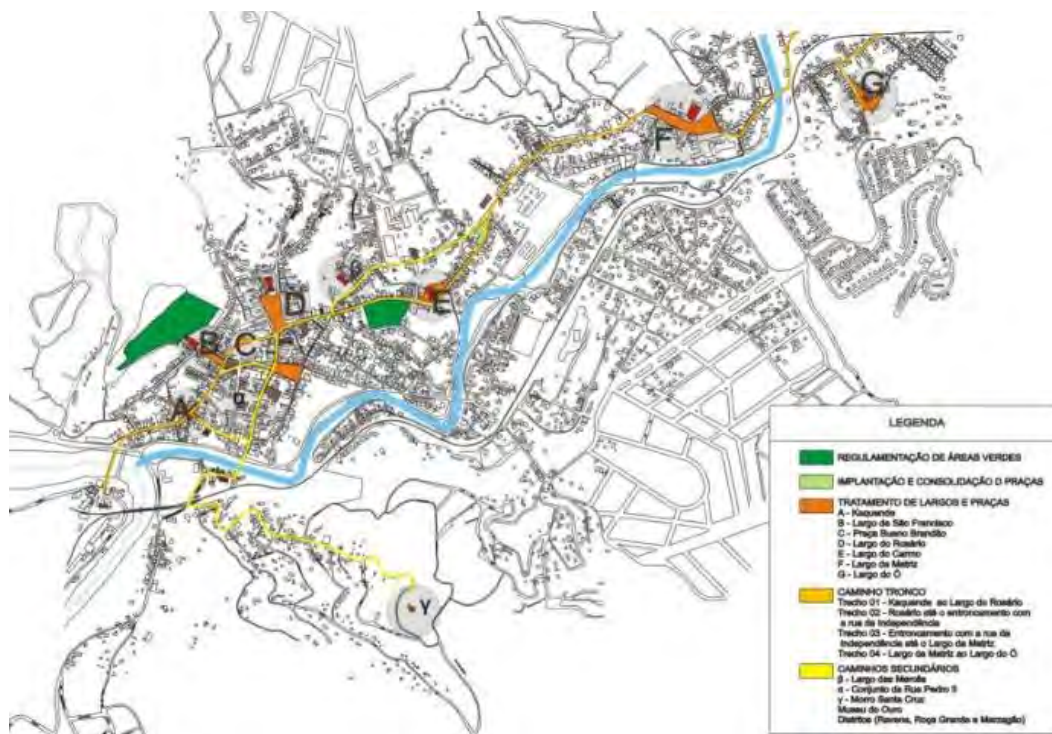 G
F
β
E
D
B
C
A
α
γ
LEGENDA
REGULAMENTAÇÃO DE ÁREAS VERDES
IMPLANTAÇÃO E CONSOLIDAÇÃO D PRAÇAS
TRATAMENTO DE LARGOS E PRAÇAS
A - Kaquende
B - Largo de São Francisco
C - Praça Bueno Brandão
D - Largo do Rosário
E - Largo do Carmo
F - Largo da Matriz
G - Largo do Ó
CAMINHO TRONCO
Trecho 01 - Kaquende ao Largo do Rosário
Trecho 02 - Rosário até o entroncamento com
a rua da Independência
Trecho 03 - Entroncamento com a rua da
Independência até o Largo da Matriz
Trecho 04 - Largo da Matriz ao Largo do Ó
CAMINHOS SECUNDÁRIOS
β - Largo das Mercês
α - Conjunto da Rua Pedro II
γ - Morro Santa Cruz
Museu do Ouro
Distritos (Ravena, Roça Grande e Marzagão)